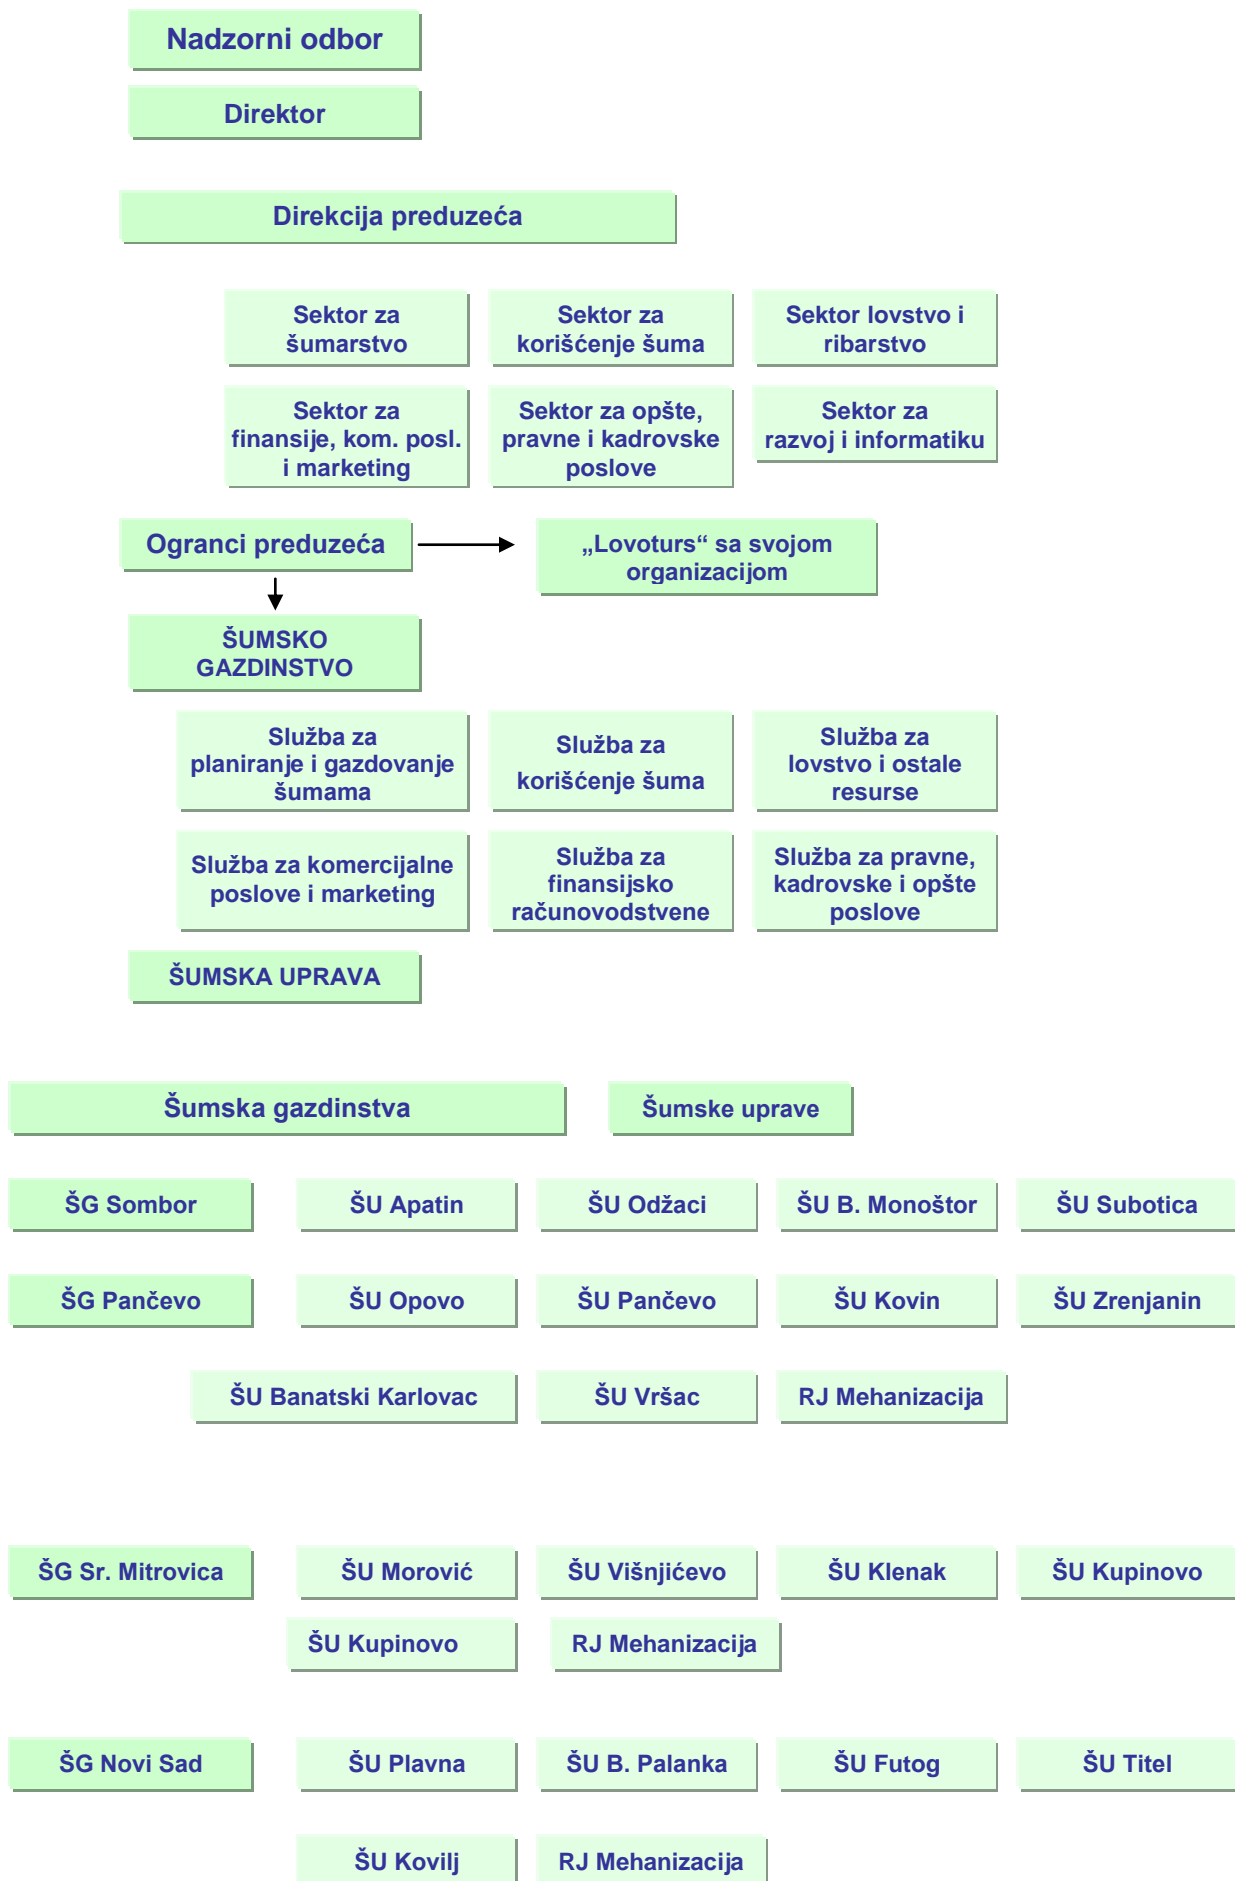 Nadzorni odbor
Direktor
Direkcija preduzeća
Sektor za
šumarstvo
Sektor za
korišćenje šuma
Sektor lovstvo i
ribarstvo
Sektor za
finansije, kom. posl.
i marketing
Sektor za opšte,
pravne i kadrovske
poslove
Sektor za
razvoj i informatiku
Ogranci preduzeća
„Lovoturs“ sa svojom
organizacijom
ŠUMSKO
GAZDINSTVO
Služba za
planiranje i gazdovanje
šumama
Služba za
korišćenje šuma
Služba za
lovstvo i ostale
resurse
Služba za komercijalne
poslove i marketing
Služba za
finansijsko
računovodstvene
Služba za pravne,
kadrovske i opšte
poslove
ŠUMSKA UPRAVA
Šumska gazdinstva
Šumske uprave
ŠG Sombor
ŠU Apatin
ŠU Odžaci
ŠU B. Monoštor
ŠU Subotica
ŠG Pančevo
ŠU Opovo
ŠU Pančevo
ŠU Kovin
ŠU Zrenjanin
ŠU Banatski Karlovac
ŠU Vršac
RJ Mehanizacija
ŠG Sr. Mitrovica
ŠU Morović
ŠU Višnjićevo
ŠU Klenak
ŠU Kupinovo
ŠU Kupinovo
RJ Mehanizacija
ŠG Novi Sad
ŠU Plavna
ŠU B. Palanka
ŠU Futog
ŠU Titel
ŠU Kovilj
RJ Mehanizacija